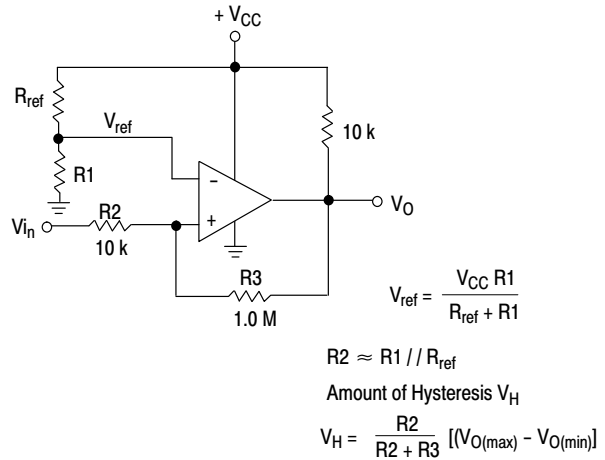 + VCC
Rref
Vref
10 k
R1
–
+
VO
Vin
R2
10 k
R3
1.0 M
Vref = VCC R1 / Rref + R1
R2 ≈ R1 // Rref
Amount of Hysteresis VH
VH = R2 / R2 + R3 [(VO(max) – VO(min)]